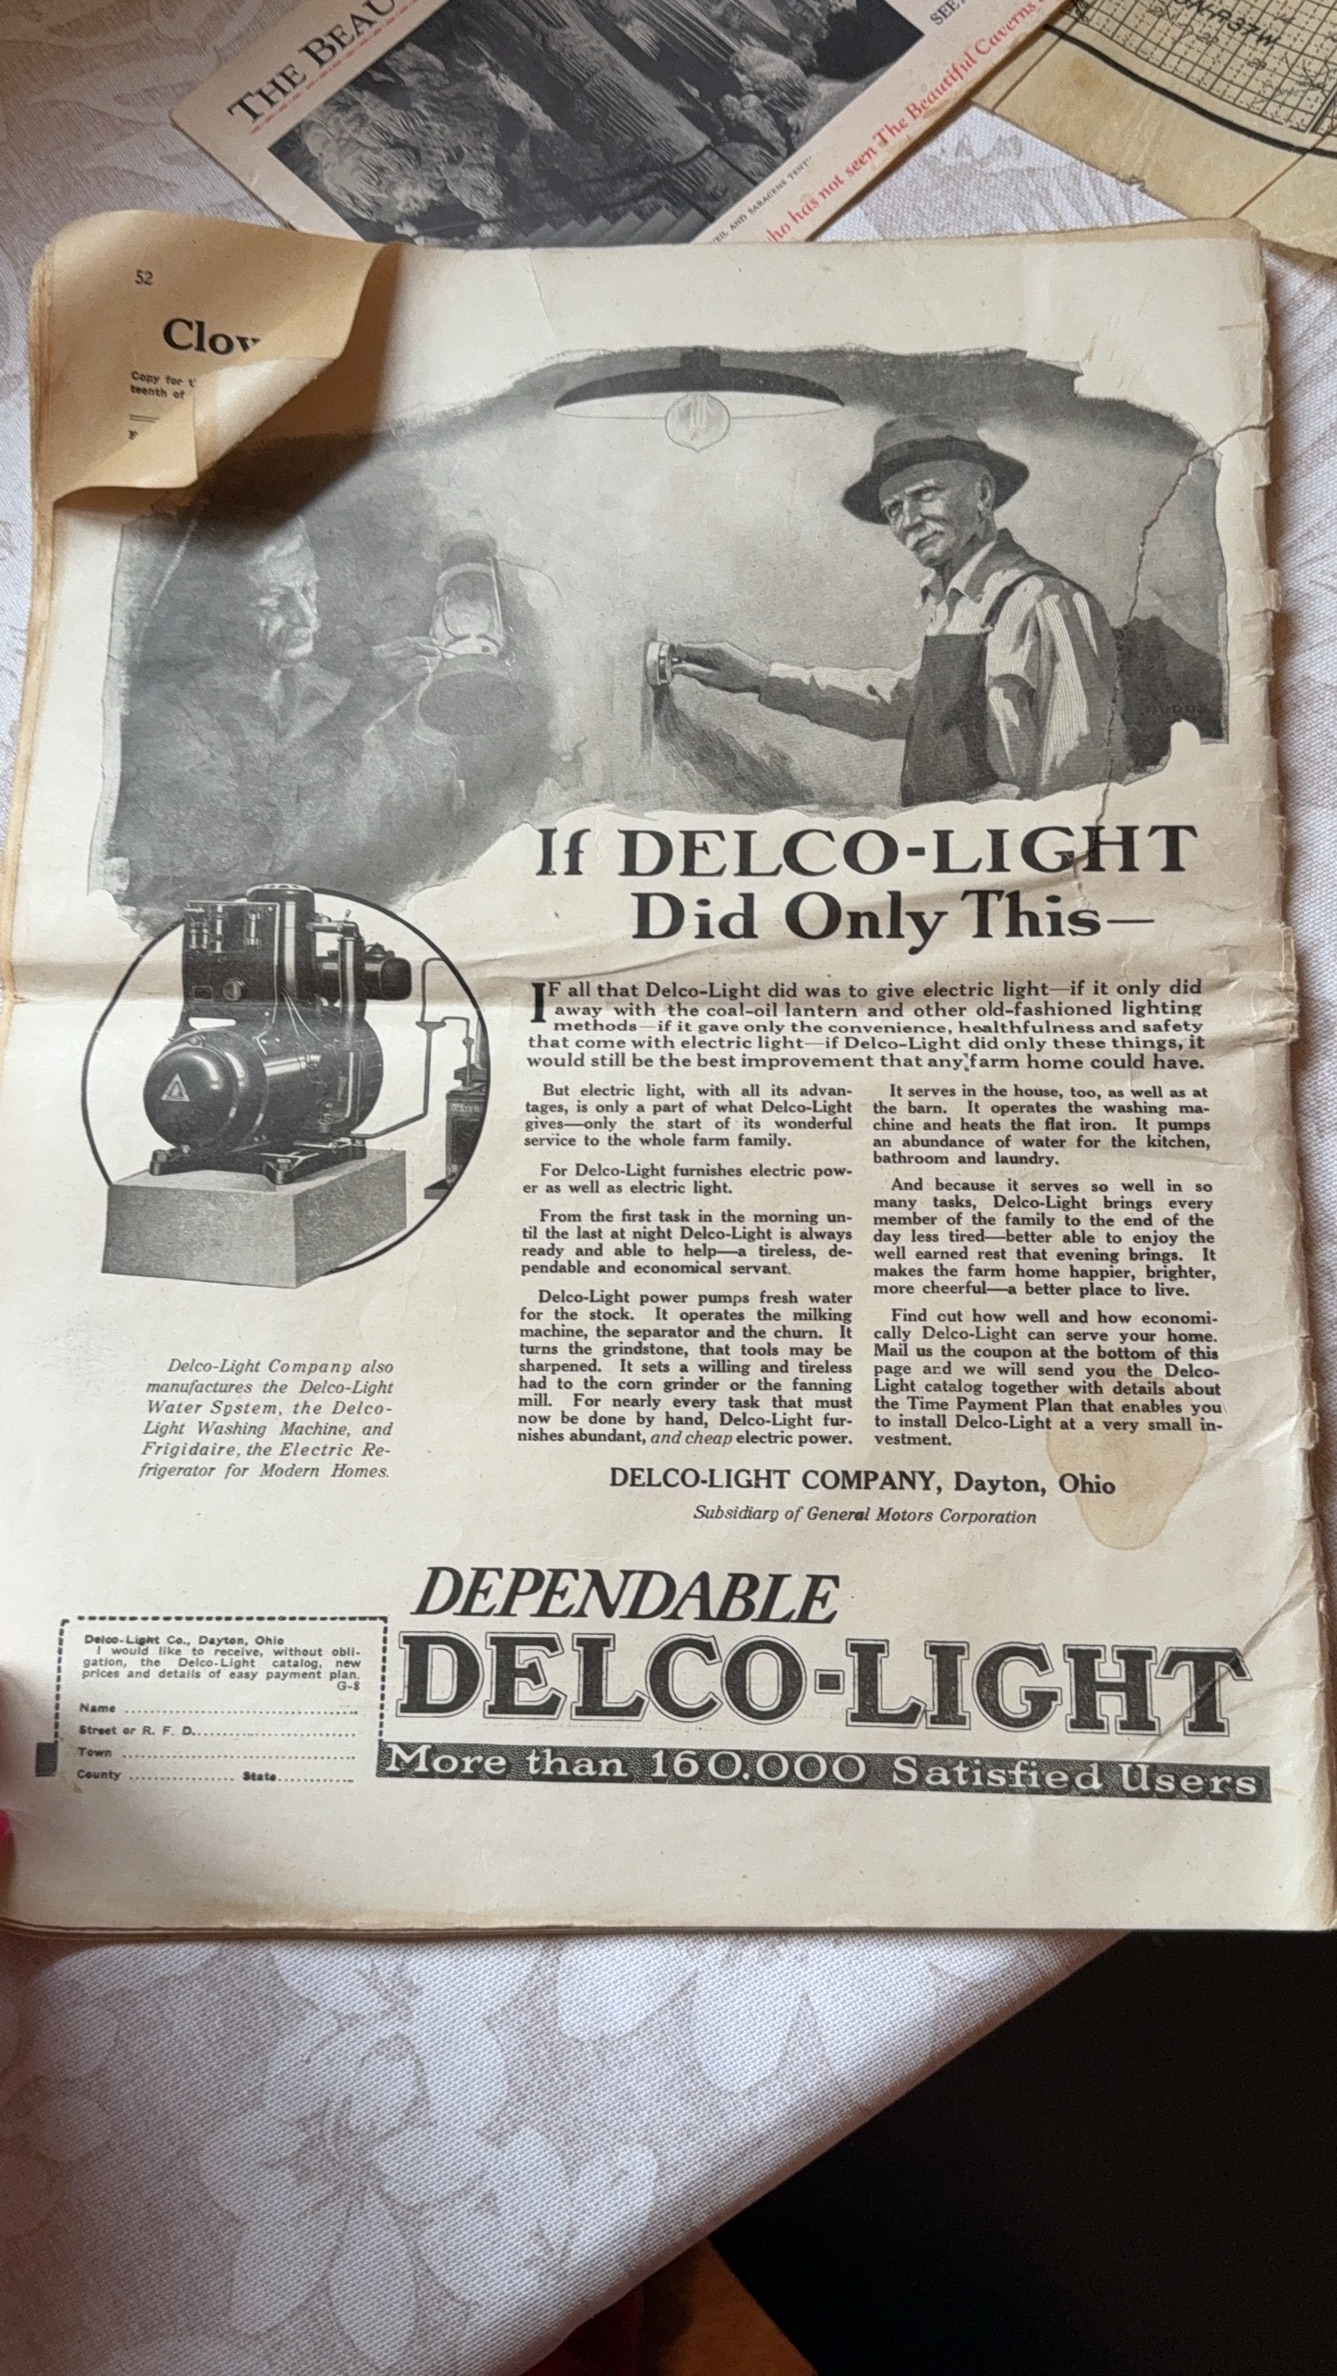 THE BEAU
SEE
ho has not seen The Beautiful Caverns
VEIL AND SARACENS TENT"
52
Clov
Copy for t
teenth of
If DELCO-LIGHT
Did Only This—
IF all that Delco-Light did was to give electric light—if it only did
away with the coal-oil lantern and other old-fashioned lighting
methods—if it gave only the convenience, healthfulness and safety
that come with electric light—if Delco-Light did only these things, it
would still be the best improvement that any farm home could have.
But electric light, with all its advan-
tages, is only a part of what Delco-Light
gives—only the start of its wonderful
service to the whole farm family.
For Delco-Light furnishes electric pow-
er as well as electric light.
From the first task in the morning un-
til the last at night Delco-Light is always
ready and able to help—a tireless, de-
pendable and economical servant.
Delco-Light power pumps fresh water
for the stock. It operates the milking
machine, the separator and the churn. It
turns the grindstone, that tools may be
sharpened. It sets a willing and tireless
had to the corn grinder or the fanning
mill. For nearly every task that must
now be done by hand, Delco-Light fur-
nishes abundant, and cheap electric power.
It serves in the house, too, as well as at
the barn. It operates the washing ma-
chine and heats the flat iron. It pumps
an abundance of water for the kitchen,
bathroom and laundry.
And because it serves so well in so
many tasks, Delco-Light brings every
member of the family to the end of the
day less tired—better able to enjoy the
well earned rest that evening brings. It
makes the farm home happier, brighter,
more cheerful—a better place to live.
Find out how well and how economi-
cally Delco-Light can serve your home.
Mail us the coupon at the bottom of this
page and we will send you the Delco-
Light catalog together with details about
the Time Payment Plan that enables you
to install Delco-Light at a very small in-
vestment.
Delco-Light Company also
manufactures the Delco-Light
Water System, the Delco-
Light Washing Machine, and
Frigidaire, the Electric Re-
frigerator for Modern Homes.
DELCO-LIGHT COMPANY, Dayton, Ohio
Subsidiary of General Motors Corporation
DEPENDABLE
DELCO-LIGHT
More than 160.000 Satisfied Users
Delco-Light Co., Dayton, Ohio
I would like to receive, without obli-
gation, the Delco-Light catalog, new
prices and details of easy payment plan.
G-8
Name
Street or R. F. D.
Town
County State